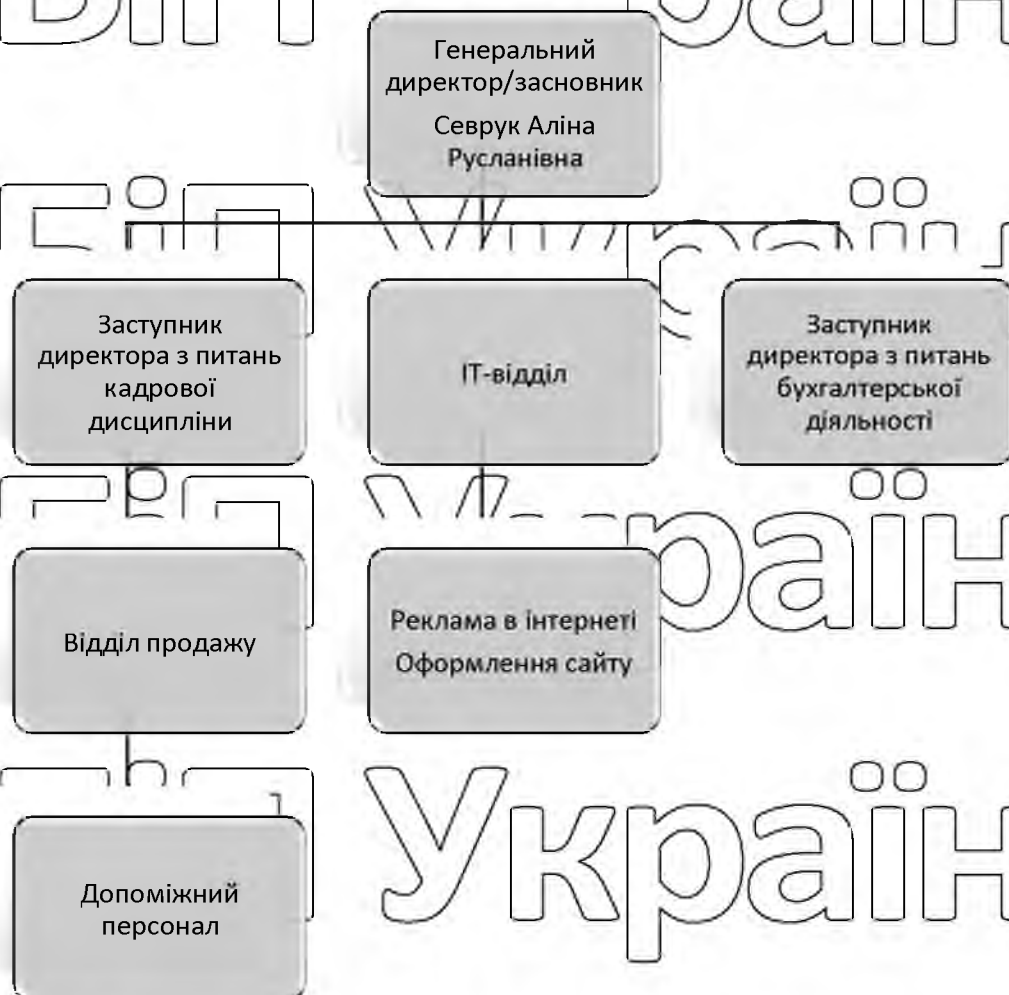 Генеральний
директор/засновник
Севрук Аліна
Русланівна
Заступник
директора з питань
кадрової
дисципліни
ІТ-відділ
Заступник
директора з питань
бухгалтерської
діяльності
Відділ продажу
Реклама в інтернеті
Оформлення сайту
Допоміжний
персонал